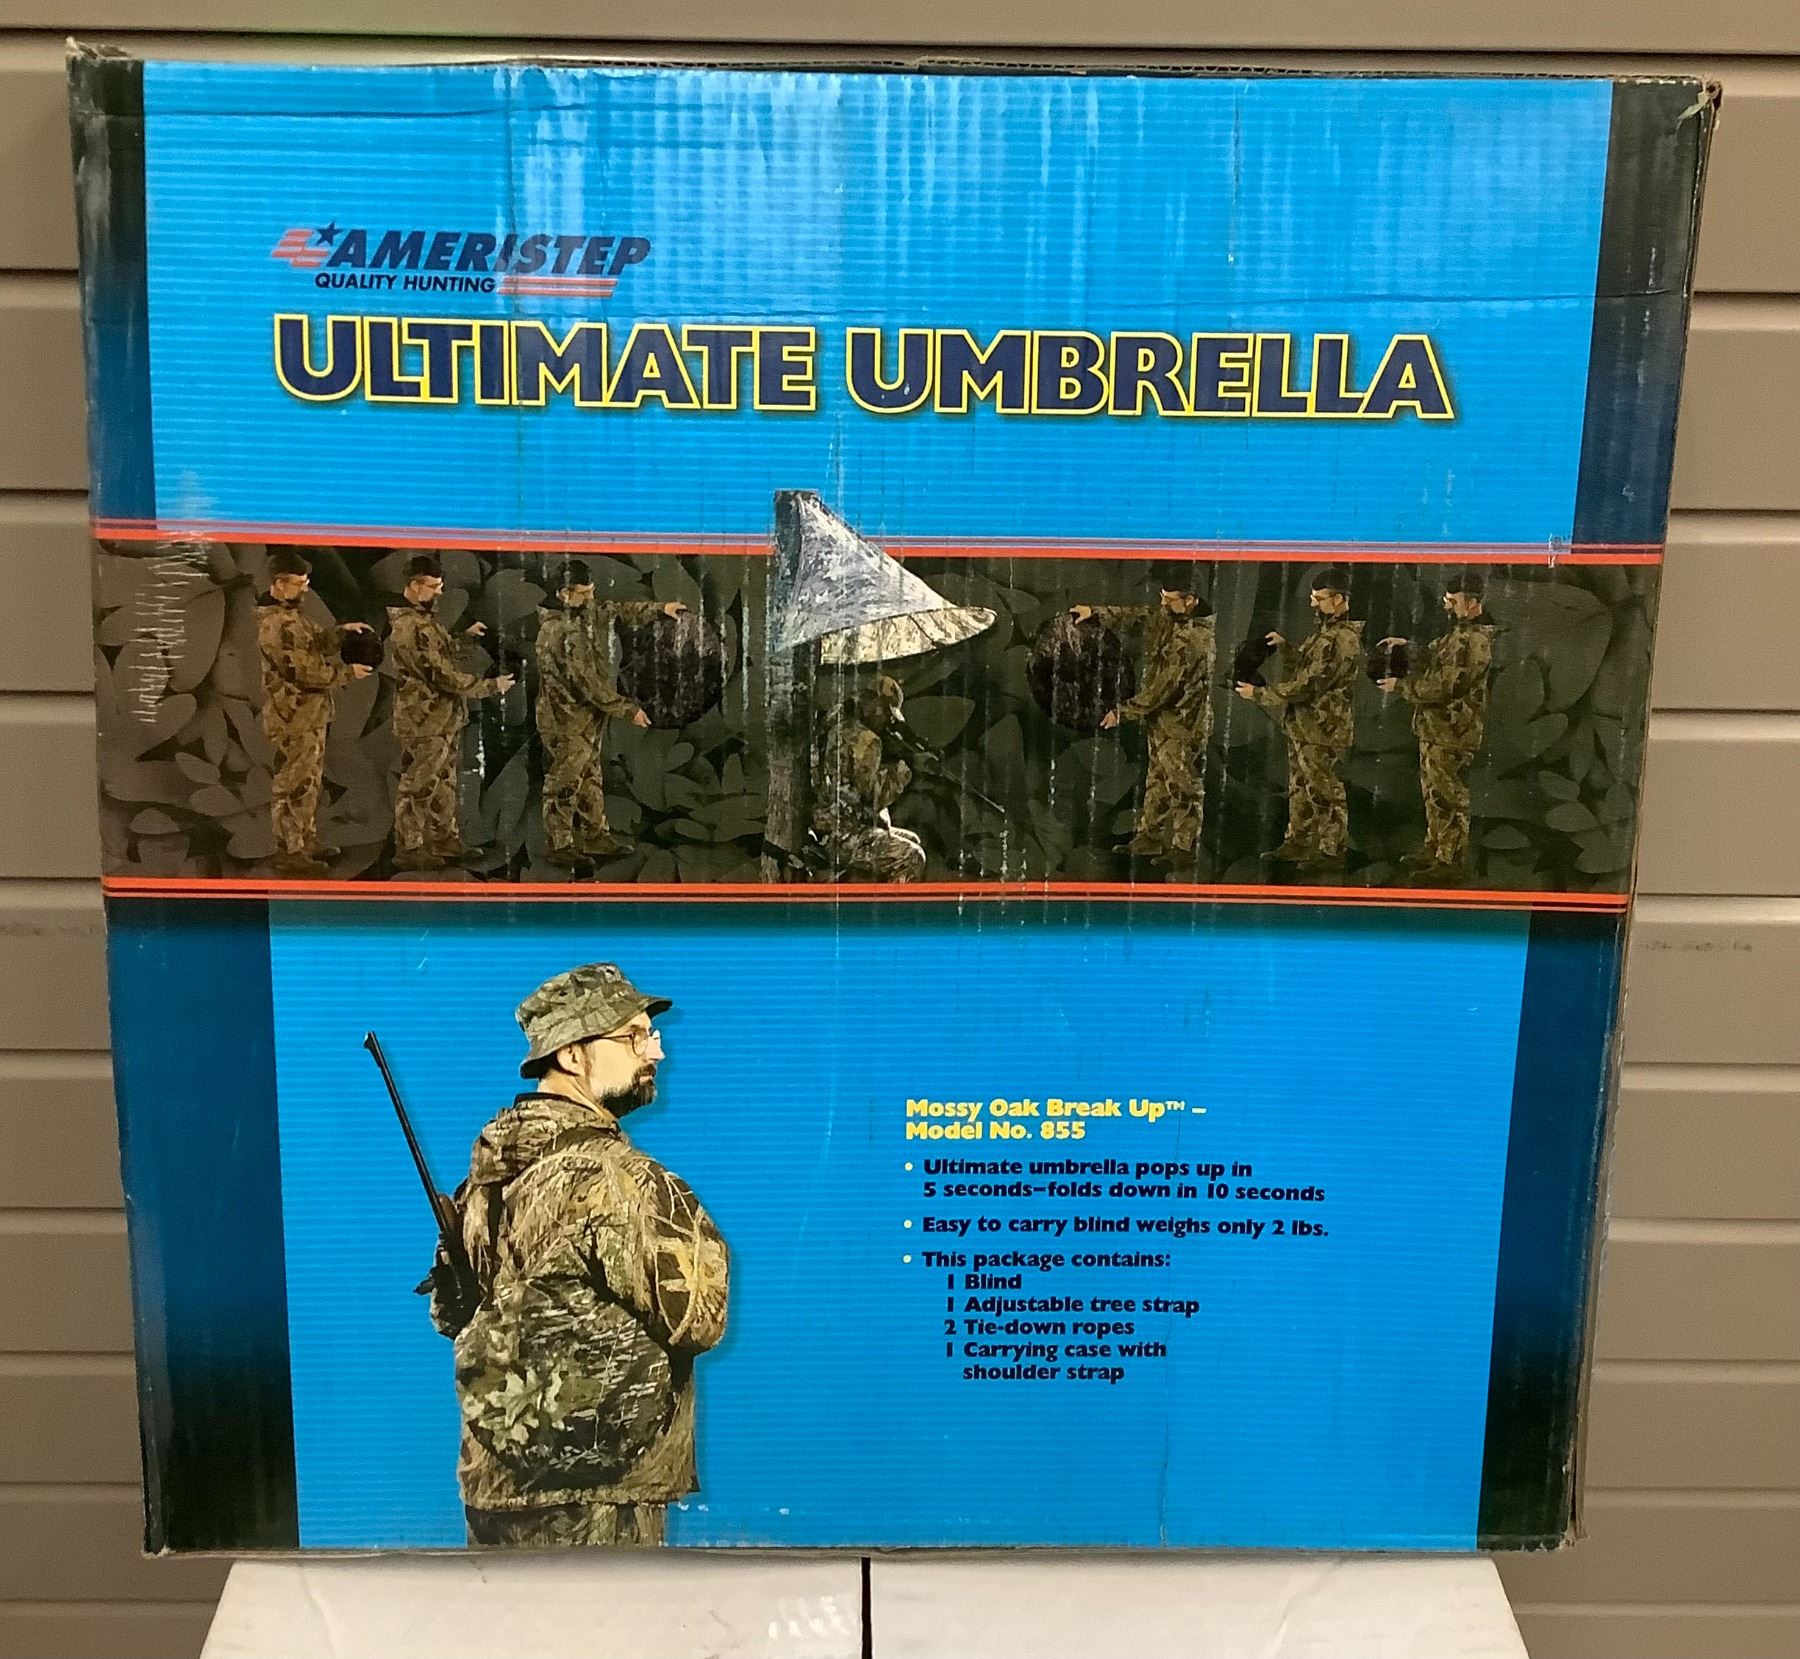 AMERISTEP
QUALITY HUNTING
ULTIMATE UMBRELLA
Mossy Oak Break Up™ –
Model No. 855
• Ultimate umbrella pops up in
5 seconds–folds down in 10 seconds
• Easy to carry blind weighs only 2 lbs.
• This package contains:
1 Blind
1 Adjustable tree strap
2 Tie-down ropes
1 Carrying case with
shoulder strap